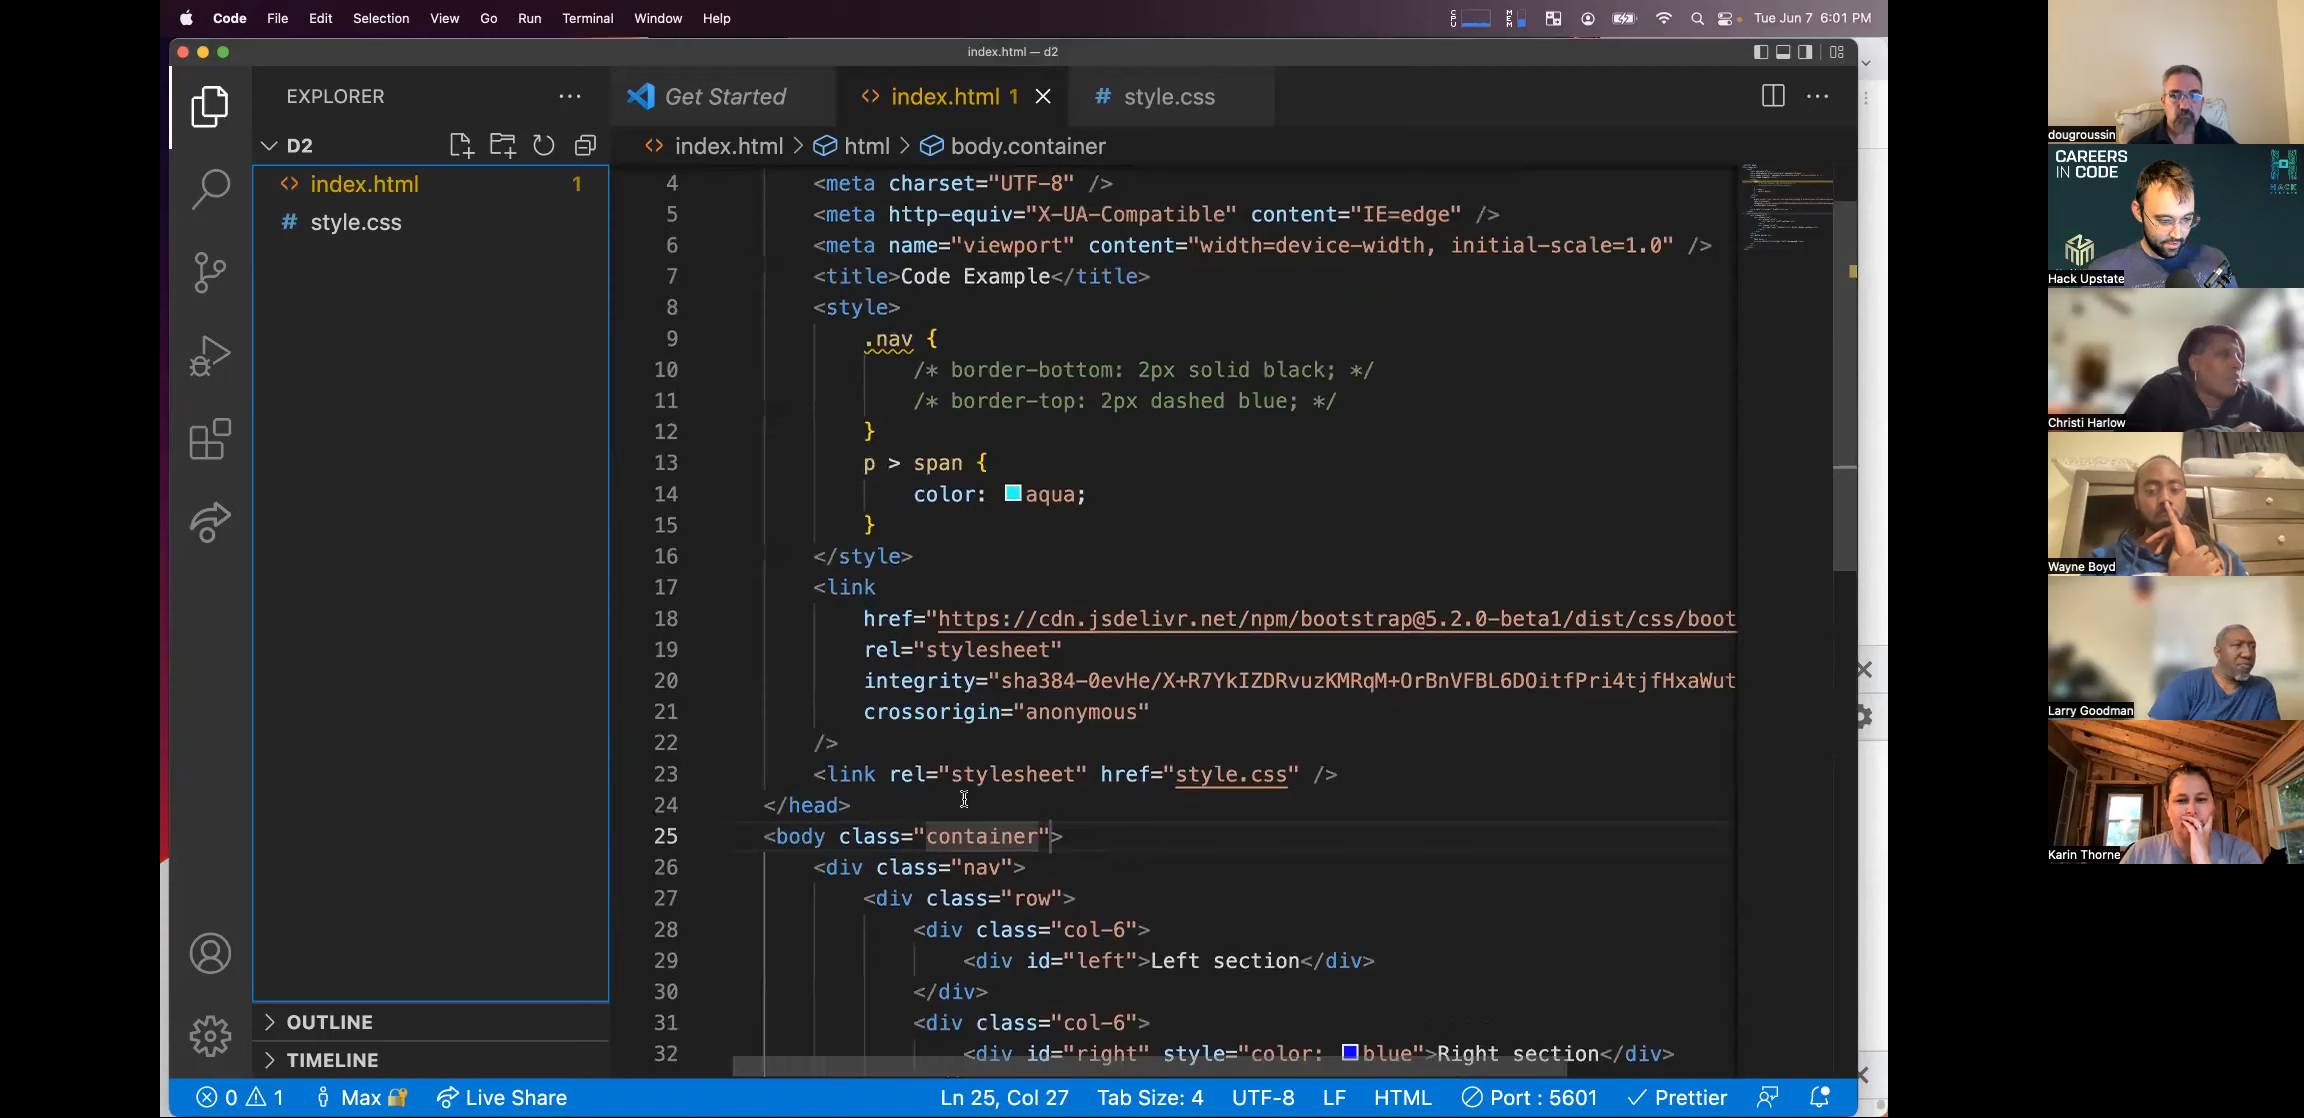 Code File Edit Selection View Go Run Terminal Window Help
CPU MEM Tue Jun 7 6:01 PM
index.html — d2
EXPLORER
Get Started index.html 1 style.css
D2
index.html > html > body.container
index.html 1
style.css
4 <meta charset="UTF-8" />
5 <meta http-equiv="X-UA-Compatible" content="IE=edge" />
6 <meta name="viewport" content="width=device-width, initial-scale=1.0" />
7 <title>Code Example</title>
8 <style>
9 .nav {
10 /* border-bottom: 2px solid black; */
11 /* border-top: 2px dashed blue; */
12 }
13 p > span {
14 color: aqua;
15 }
16 </style>
17 <link
18 href="https://cdn.jsdelivr.net/npm/bootstrap@5.2.0-beta1/dist/css/boot
19 rel="stylesheet"
20 integrity="sha384-0evHe/X+R7YkIZDRvuzKMRqM+OrBnVFBL6DOitfPri4tjfHxaWut
21 crossorigin="anonymous"
22 />
23 <link rel="stylesheet" href="style.css" />
24 </head>
25 <body class="container">
26 <div class="nav">
27 <div class="row">
28 <div class="col-6">
29 <div id="left">Left section</div>
30 </div>
31 <div class="col-6">
32 <div id="right" style="color: blue">Right section</div>
OUTLINE
TIMELINE
0 1 Max Live Share Ln 25, Col 27 Tab Size: 4 UTF-8 LF HTML Port : 5601 Prettier
dougroussin
CAREERS
IN CODE
HACK
Hack Upstate
Christi Harlow
Wayne Boyd
Larry Goodman
Karin Thorne